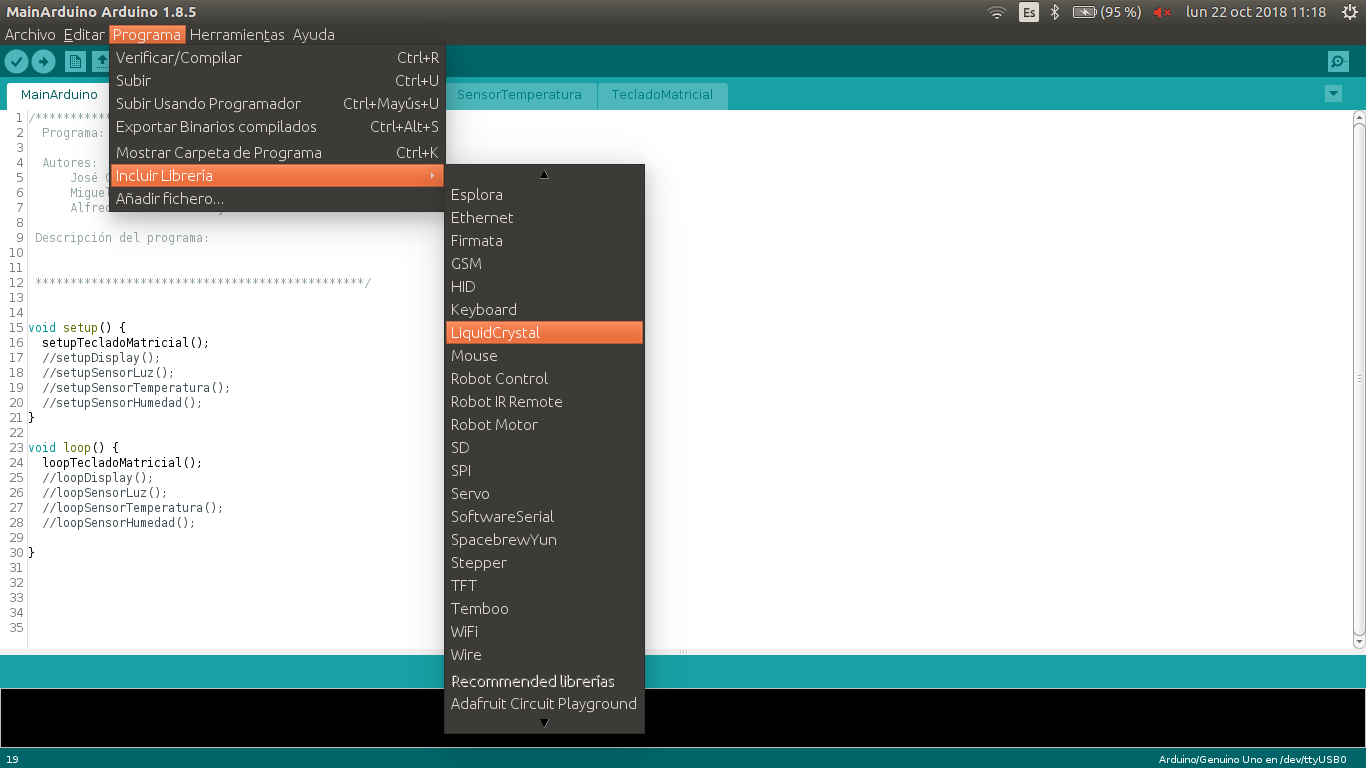 MainArduino Arduino 1.8.5
Es (95 %) lun 22 oct 2018 11:18
Archivo Editar Programa Herramientas Ayuda
Verificar/Compilar Ctrl+R
Subir Ctrl+U
Subir Usando Programador Ctrl+Mayús+U
Exportar Binarios compilados Ctrl+Alt+S
Mostrar Carpeta de Programa Ctrl+K
Incluir Librería
Añadir fichero...
MainArduino SensorTemperatura TecladoMatricial
1 /************
2 Programa:
3
4 Autores:
5 José
6 Miguel
7
8
9 Descripción del programa:
10
11
12 ***********************************************/
13
14
15 void setup() {
16 setupTecladoMatricial();
17 //setupDisplay();
18 //setupSensorLuz();
19 //setupSensorTemperatura();
20 //setupSensorHumedad();
21 }
22
23 void loop() {
24 loopTecladoMatricial();
25 //loopDisplay();
26 //loopSensorLuz();
27 //loopSensorTemperatura();
28 //loopSensorHumedad();
29
30 }
31
32
33
34
35
Esplora
Ethernet
Firmata
GSM
HID
Keyboard
LiquidCrystal
Mouse
Robot Control
Robot IR Remote
Robot Motor
SD
SPI
Servo
SoftwareSerial
SpacebrewYun
Stepper
TFT
Temboo
WiFi
Wire
Recommended librerías
Adafruit Circuit Playground
19 Arduino/Genuino Uno en /dev/ttyUSB0